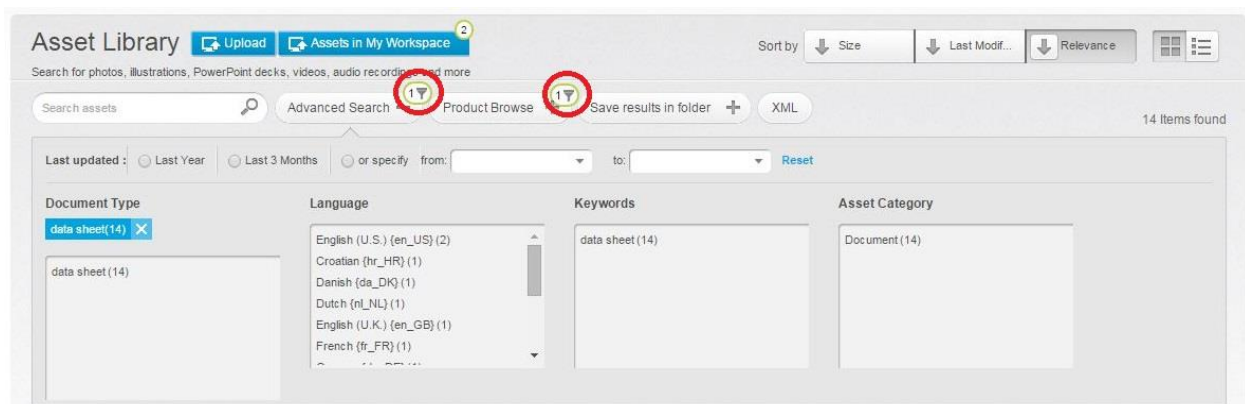 Asset Library Upload Assets in My Workspace 2
Sort by Size Last Modif... Relevance
Search for photos, illustrations, PowerPoint decks, videos, audio recordings and more
Search assets Advanced Search 1 Product Browse 1 Save results in folder XML
14 Items found
Last updated : Last Year Last 3 Months or specify from: to: Reset
Document Type
data sheet(14)
data sheet (14)
Language
English (U.S.) {en_US} (2)
Croatian {hr_HR} (1)
Danish {da_DK} (1)
Dutch {nl_NL} (1)
English (U.K.) {en_GB} (1)
French {fr_FR} (1)
Keywords
data sheet (14)
Asset Category
Document (14)